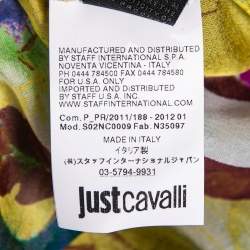 MANUFACTURED AND DISTRIBUTED
BY STAFF INTERNATIONAL S.P.A
NOVENTA VICENTINA - ITALY
PH 0444 784500 FAX 0444 784580
FOR U.S.A. ONLY
IMPORTED AND
DISTRIBUTED BY
STAFF USA INC.
WWW.STAFFINTERNATIONAL.COM
Com.P_PR/2011/188 - 2012 01
Mod.S02NC0009 Fab.N35097
MADE IN ITALY
イタリア製
(株)スタッフインターナショナルジャパン
03-5794-9931
justcavalli